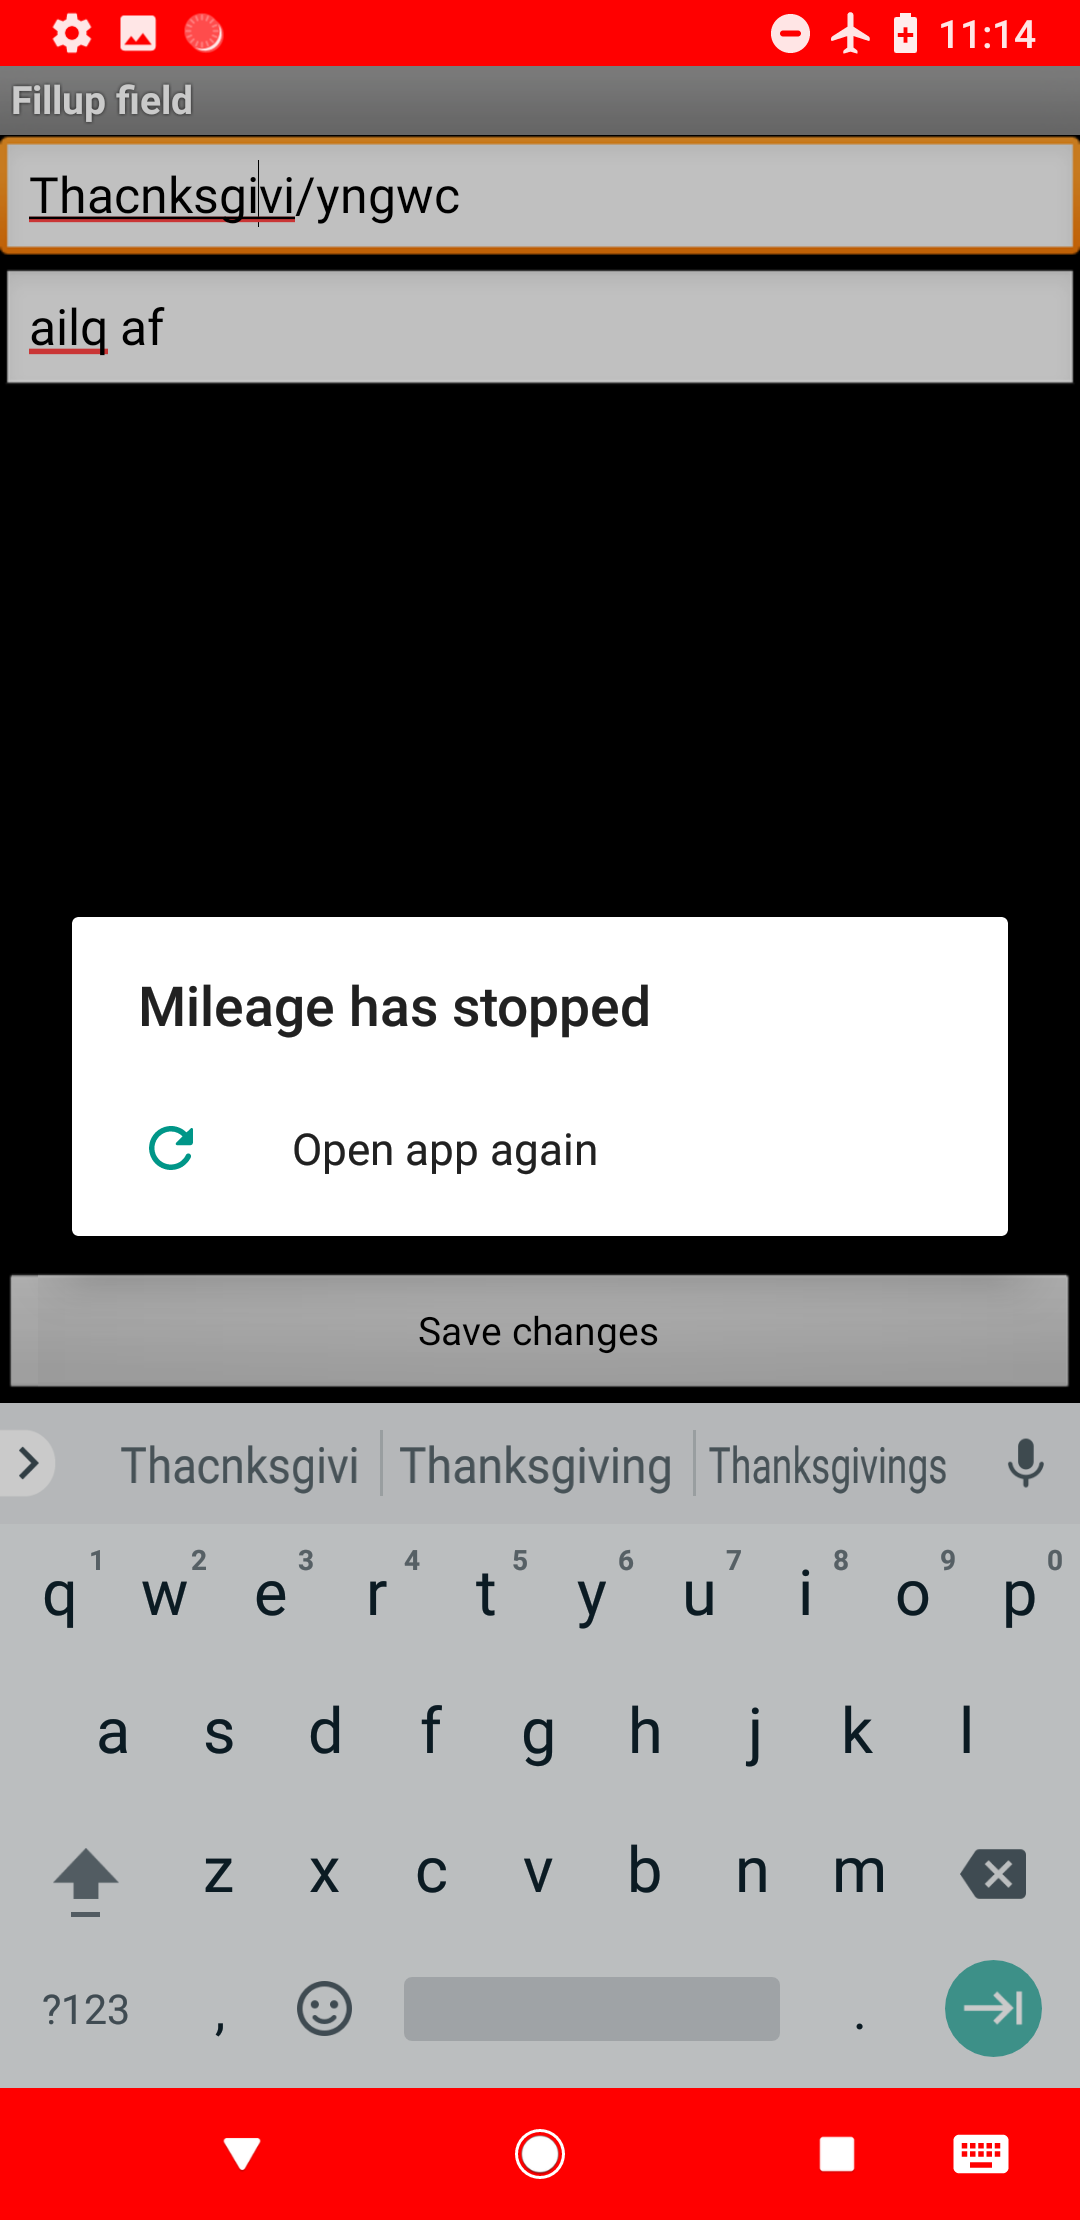 11:14
Fillup field
Thacnksgivi/yngwc
ailq af
Mileage has stopped
Open app again
Save changes
Thacnksgivi Thanksgiving Thanksgivings
1 2 3 4 5 6 7 8 9 0
q w e r t y u i o p
a s d f g h j k l
z x c v b n m
?123 , .